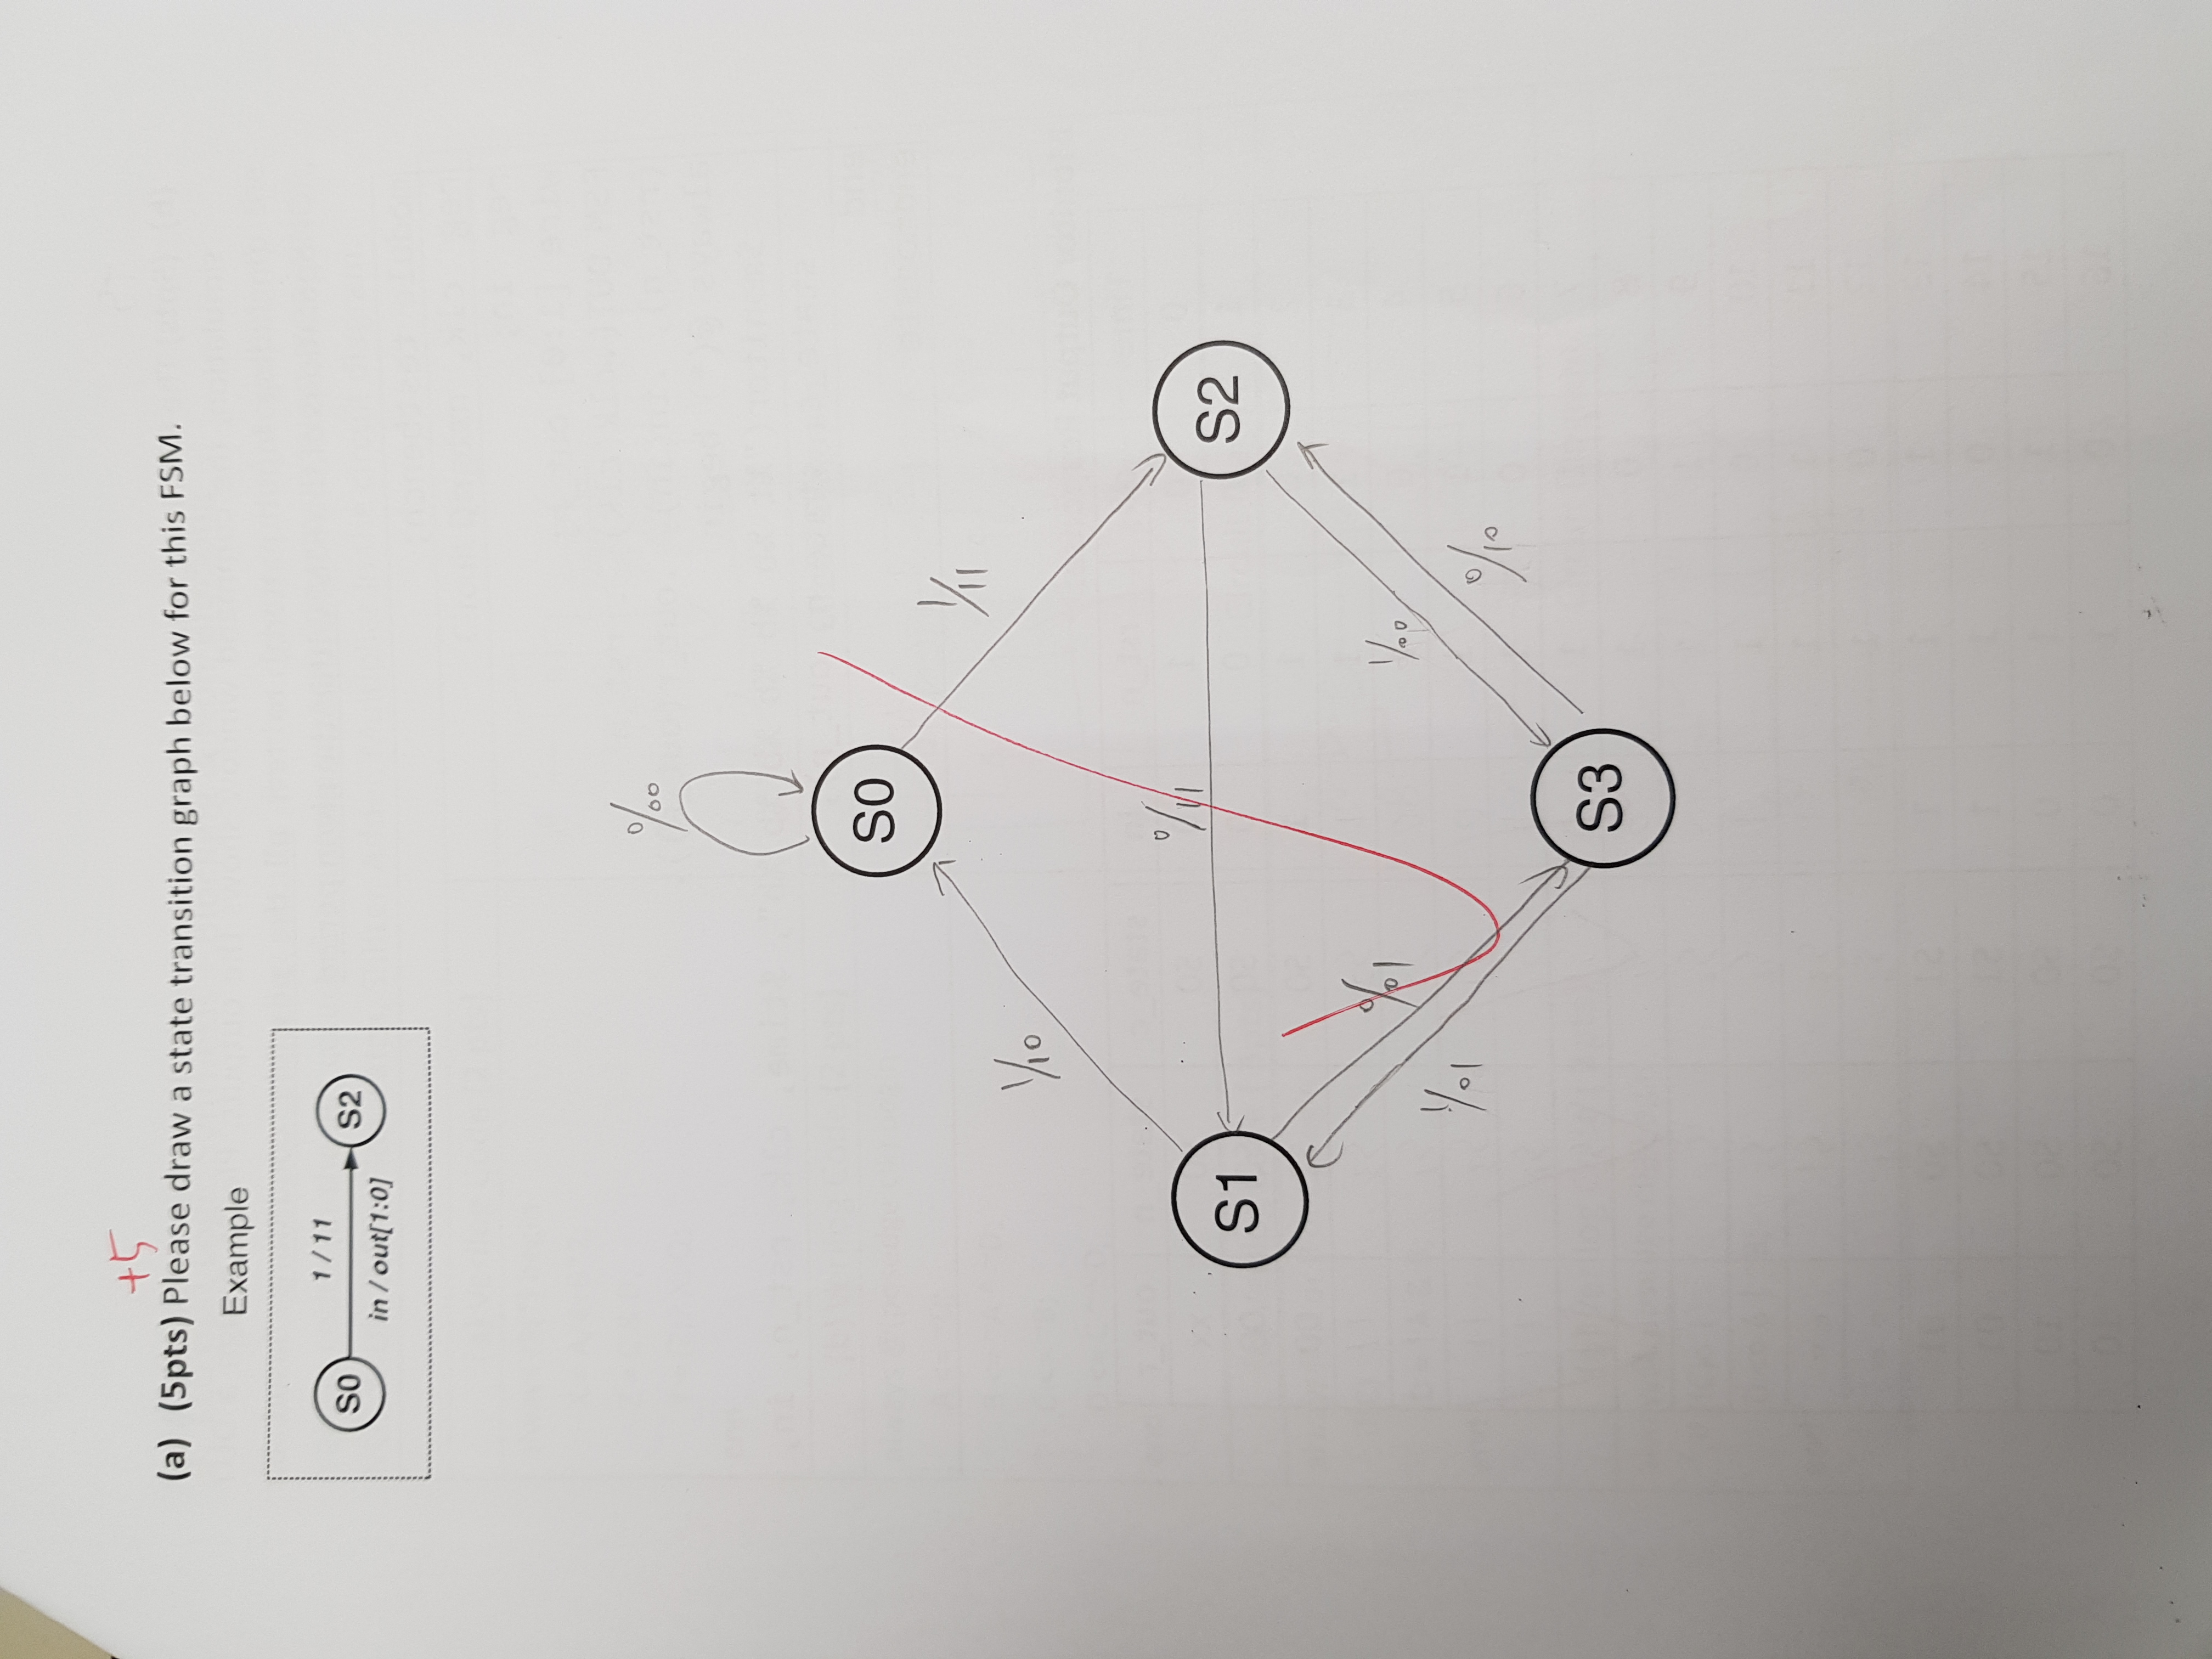 +5
(a) (5pts) Please draw a state transition graph below for this FSM.
Example
1 / 11
S0
S2
in / out[1:0]
0/00
S0
1/11
1/10
0/11
S1
S2
0/01
1/00
1/01
0/10
S3